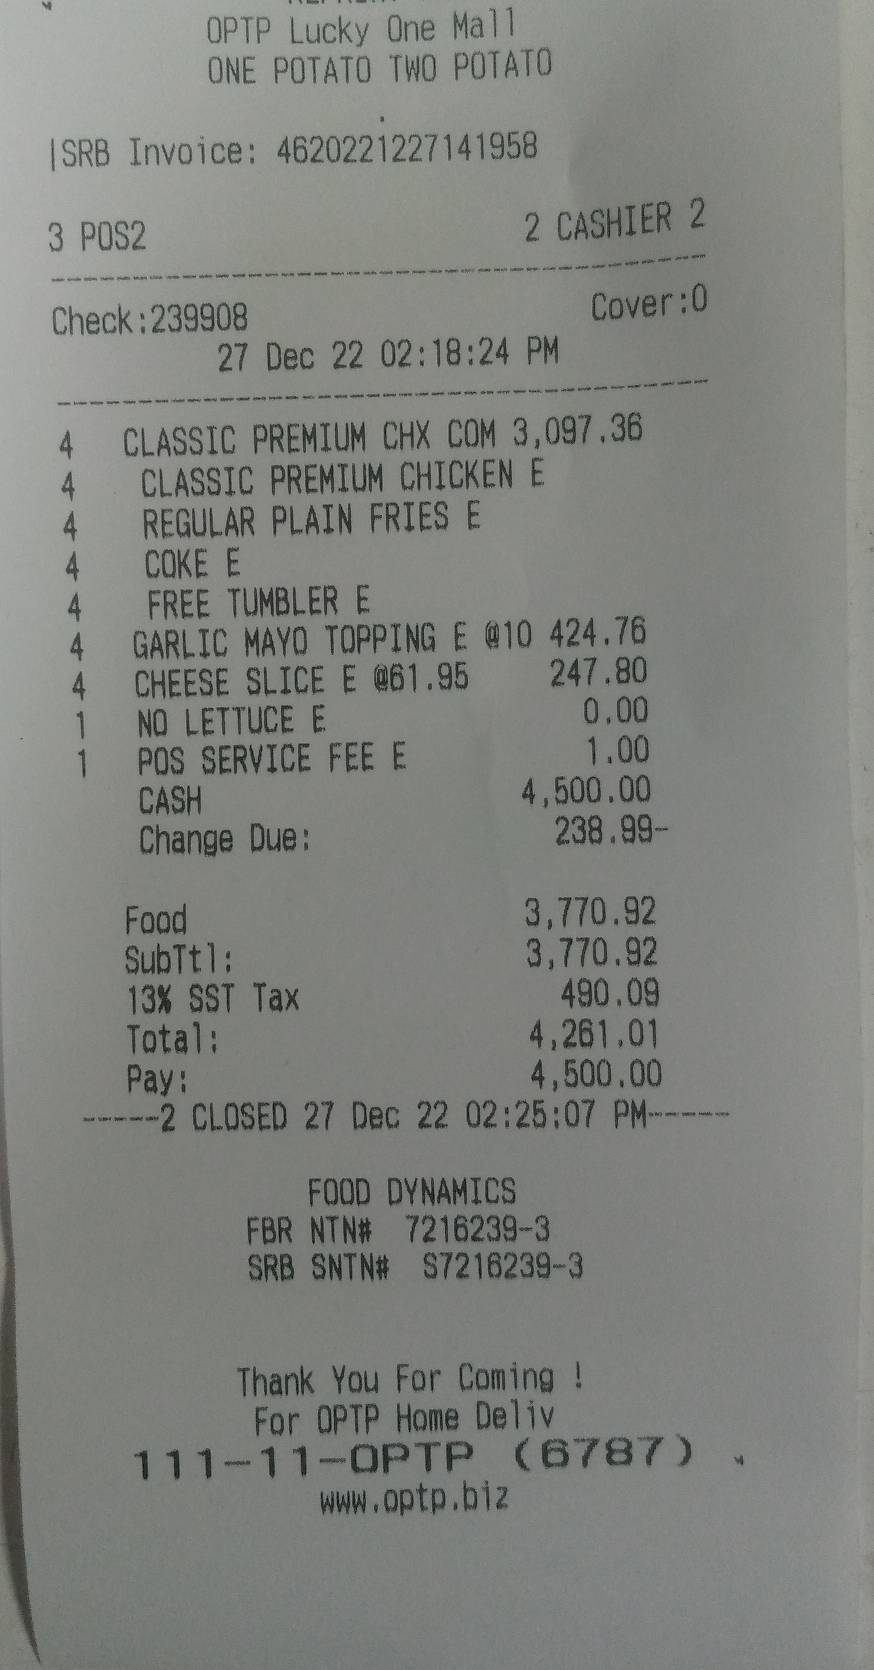 OPTP Lucky One Mall
ONE POTATO TWO POTATO
|SRB Invoice: 4620221227141958
3 POS2 2 CASHIER 2
Check:239908 Cover:0
27 Dec 22 02:18:24 PM
4 CLASSIC PREMIUM CHX COM 3,097.36
4 CLASSIC PREMIUM CHICKEN E
4 REGULAR PLAIN FRIES E
4 COKE E
4 FREE TUMBLER E
4 GARLIC MAYO TOPPING E @10 424.76
4 CHEESE SLICE E @61.95 247.80
1 NO LETTUCE E 0.00
1 POS SERVICE FEE E 1.00
CASH 4,500.00
Change Due: 238.99-
Food 3,770.92
SubTtl: 3,770.92
13% SST Tax 490.09
Total: 4,261.01
Pay: 4,500.00
-----2 CLOSED 27 Dec 22 02:25:07 PM-----
FOOD DYNAMICS
FBR NTN# 7216239-3
SRB SNTN# S7216239-3
Thank You For Coming !
For OPTP Home Deliv
111-11-OPTP (6787)
www.optp.biz